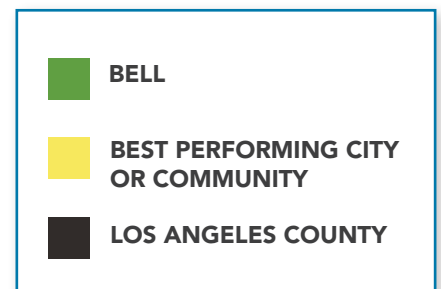 BELL
BEST PERFORMING CITY
OR COMMUNITY
LOS ANGELES COUNTY